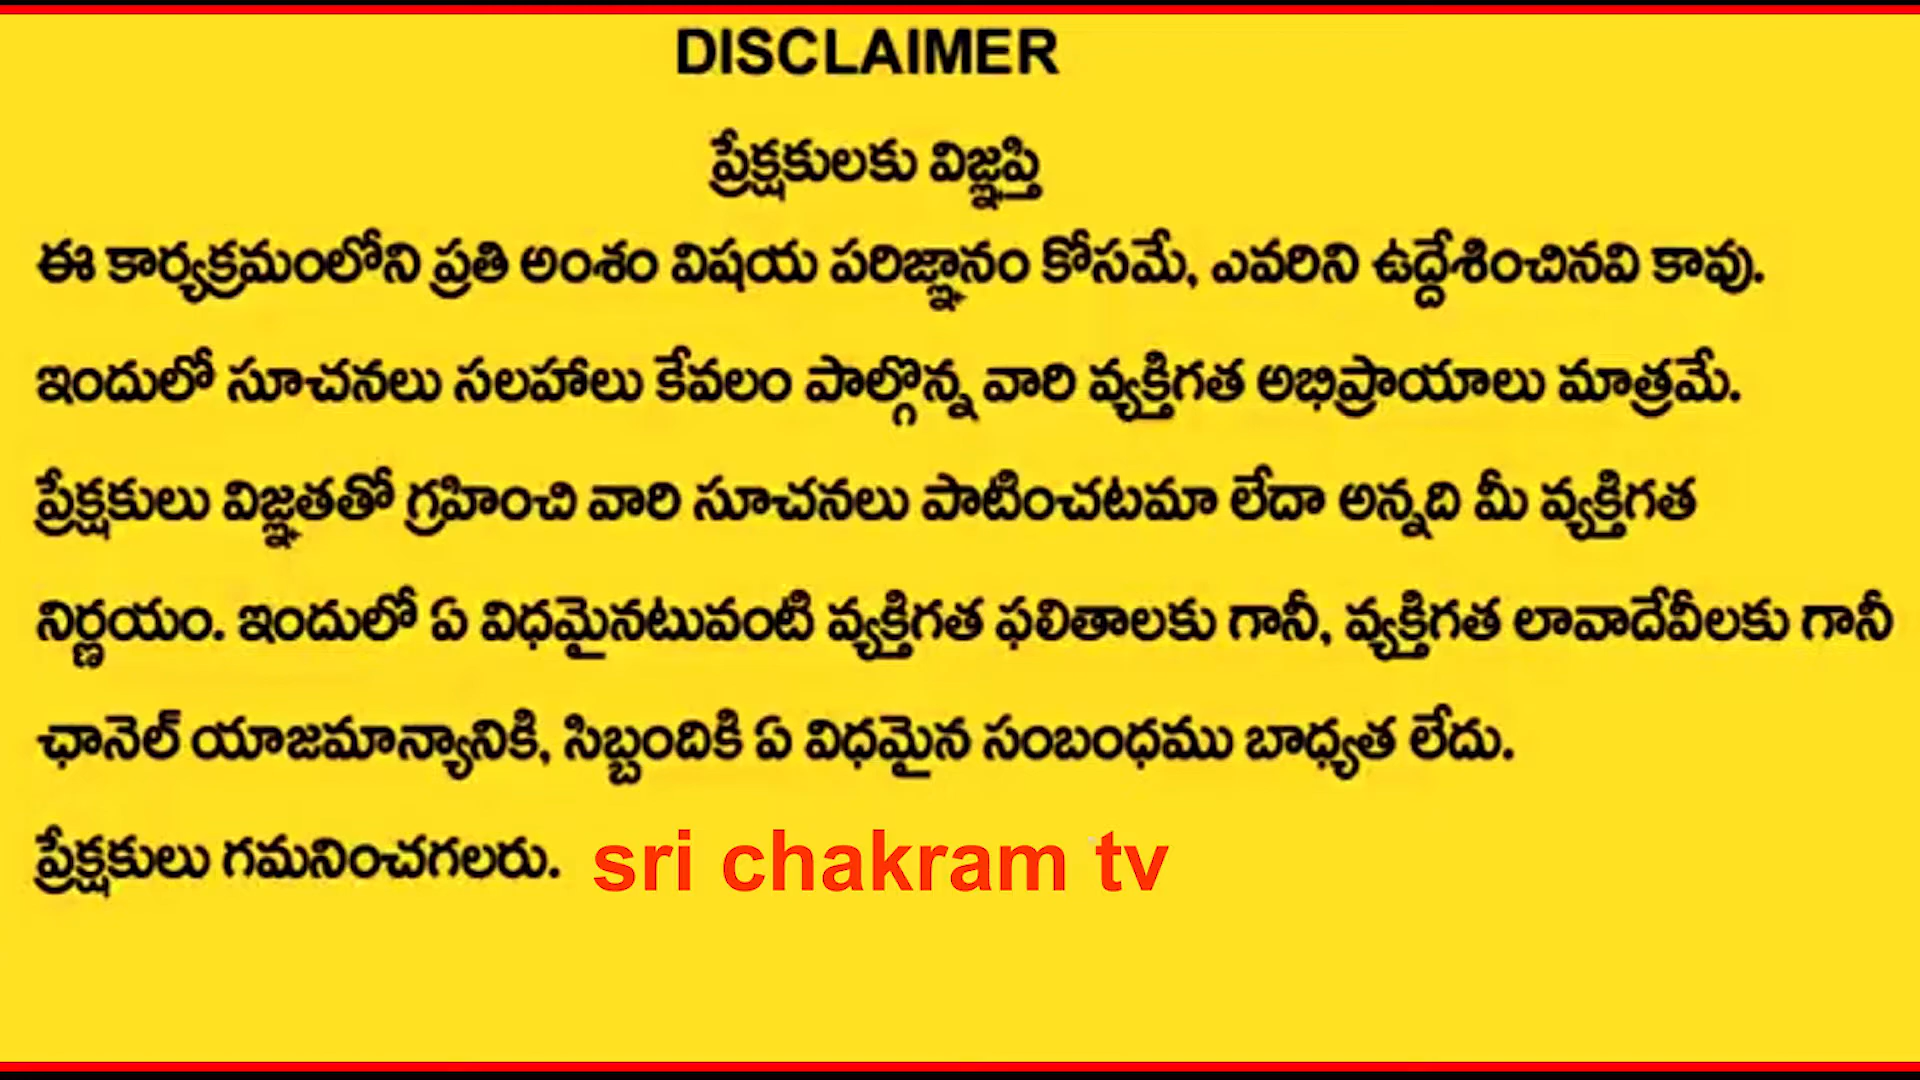 DISCLAIMER
ప్రేక్షకులకు విజ్ఞప్తి
ఈ కార్యక్రమంలోని ప్రతి అంశం విషయ పరిజ్ఞానం కోసమే, ఎవరిని ఉద్దేశించినవి కావు.
ఇందులో సూచనలు సలహాలు కేవలం పాల్గొన్న వారి వ్యక్తిగత అభిప్రాయాలు మాత్రమే.
ప్రేక్షకులు విజ్ఞతతో గ్రహించి వారి సూచనలు పాటించటమా లేదా అన్నది మీ వ్యక్తిగత
నిర్ణయం. ఇందులో ఏ విధమైనటువంటి వ్యక్తిగత ఫలితాలకు గానీ, వ్యక్తిగత లావాదేవీలకు గానీ
ఛానెల్ యాజమాన్యానికి, సిబ్బందికి ఏ విధమైన సంబంధము బాధ్యత లేదు.
ప్రేక్షకులు గమనించగలరు. sri chakram tv